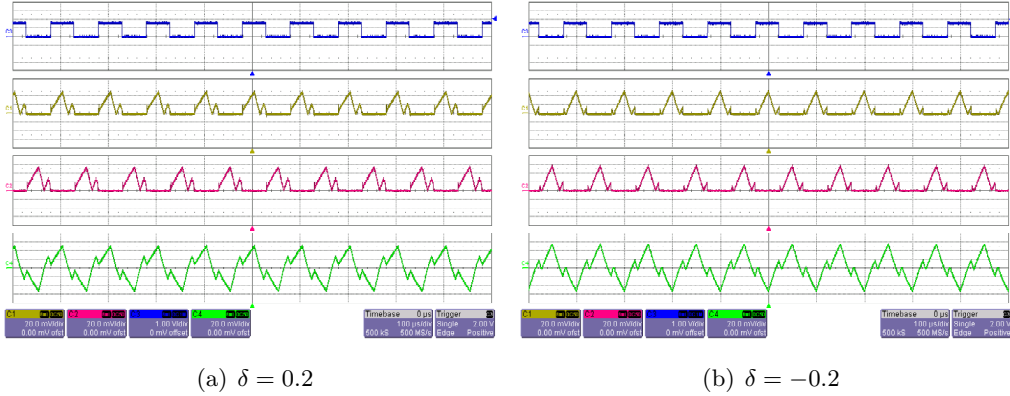 C1 C2 C3 C4 Timebase 0 µs Trigger
20.0 mV/div 20.0 mV/div 1.00 V/div 20.0 mV/div 100 µs/div Single 2.00 V
0.00 mV ofst 0.00 mV ofst 0 mV offset 0.00 mV ofst 500 kS 500 MS/s Edge Positive
C1 C2 C3 C4 Timebase 0 µs Trigger
20.0 mV/div 20.0 mV/div 1.00 V/div 20.0 mV/div 100 µs/div Single 2.00 V
0.00 mV ofst 0.00 mV ofst 0 mV offset 0.00 mV ofst 500 kS 500 MS/s Edge Positive
(a) δ = 0.2
(b) δ = −0.2